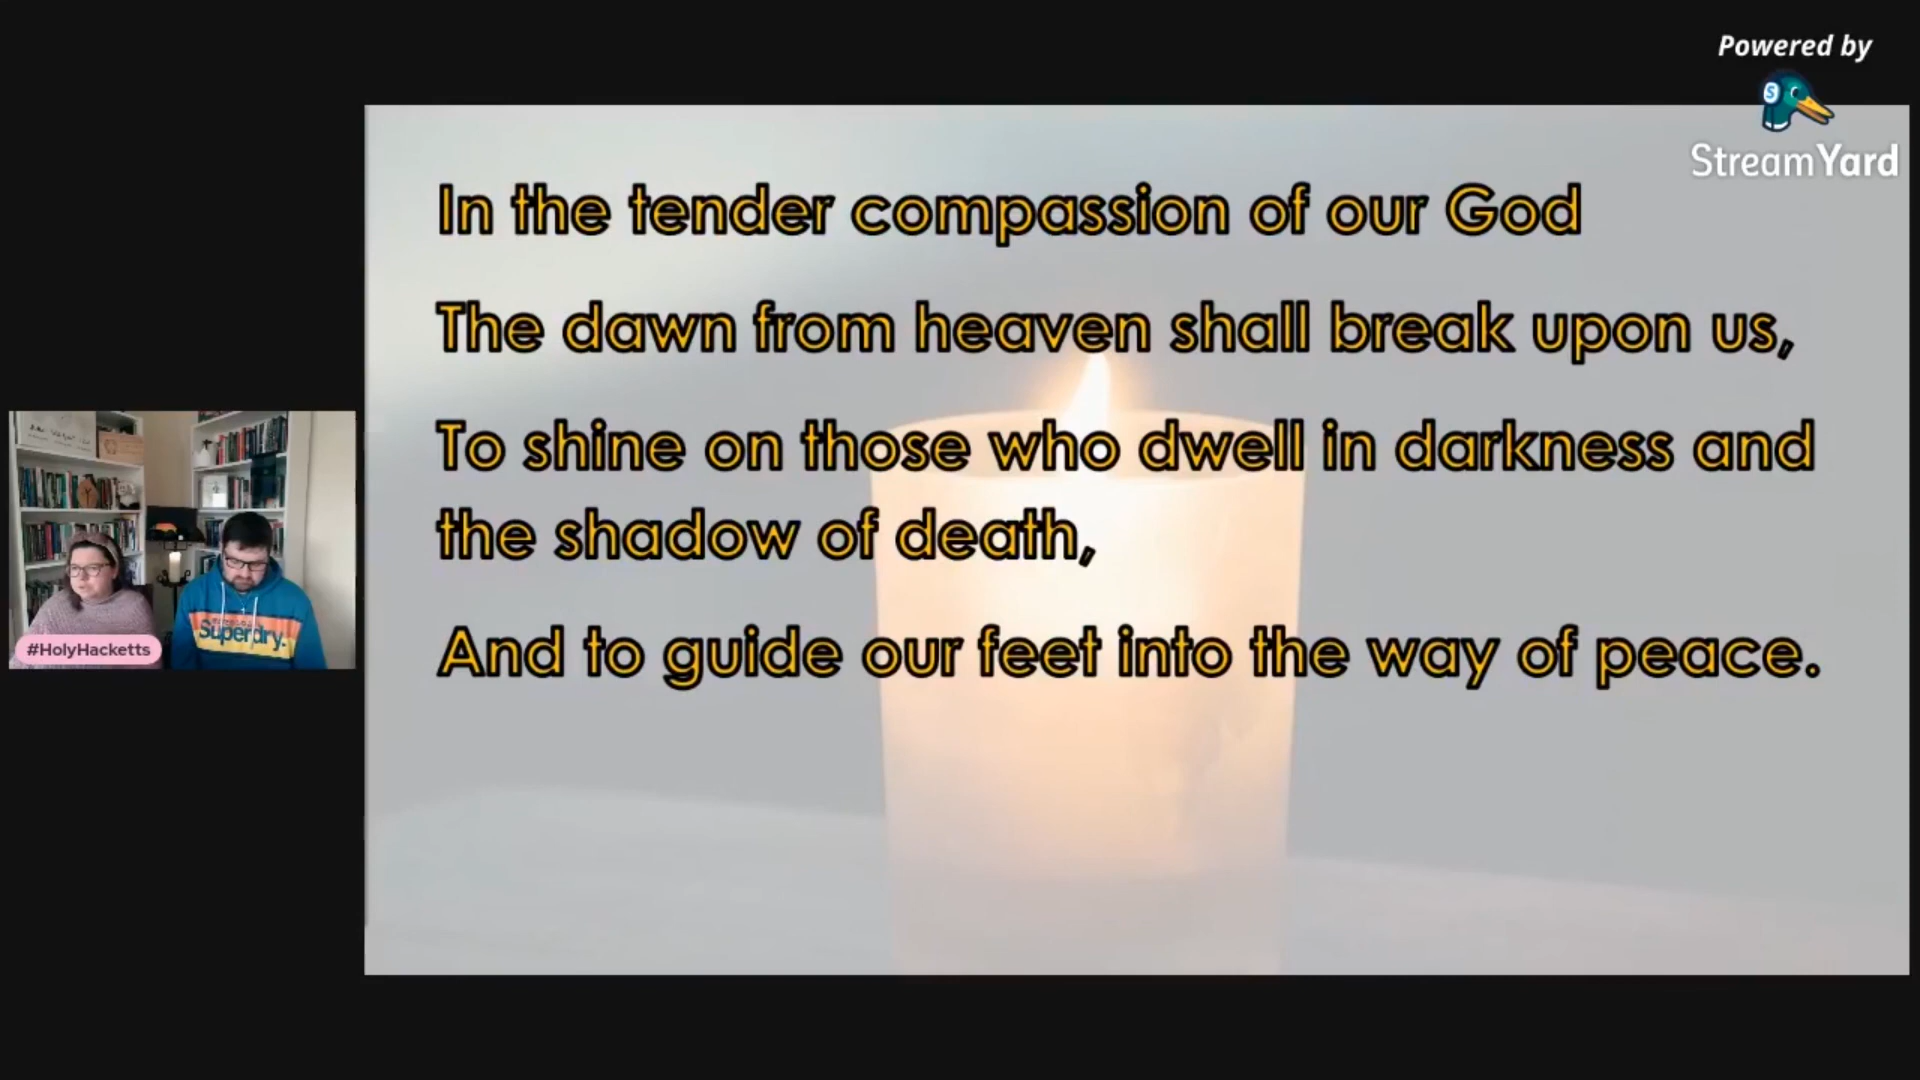 Powered by
StreamYard
In the tender compassion of our God
The dawn from heaven shall break upon us,
To shine on those who dwell in darkness and
the shadow of death,
And to guide our feet into the way of peace.
#HolyHacketts
Superdry.